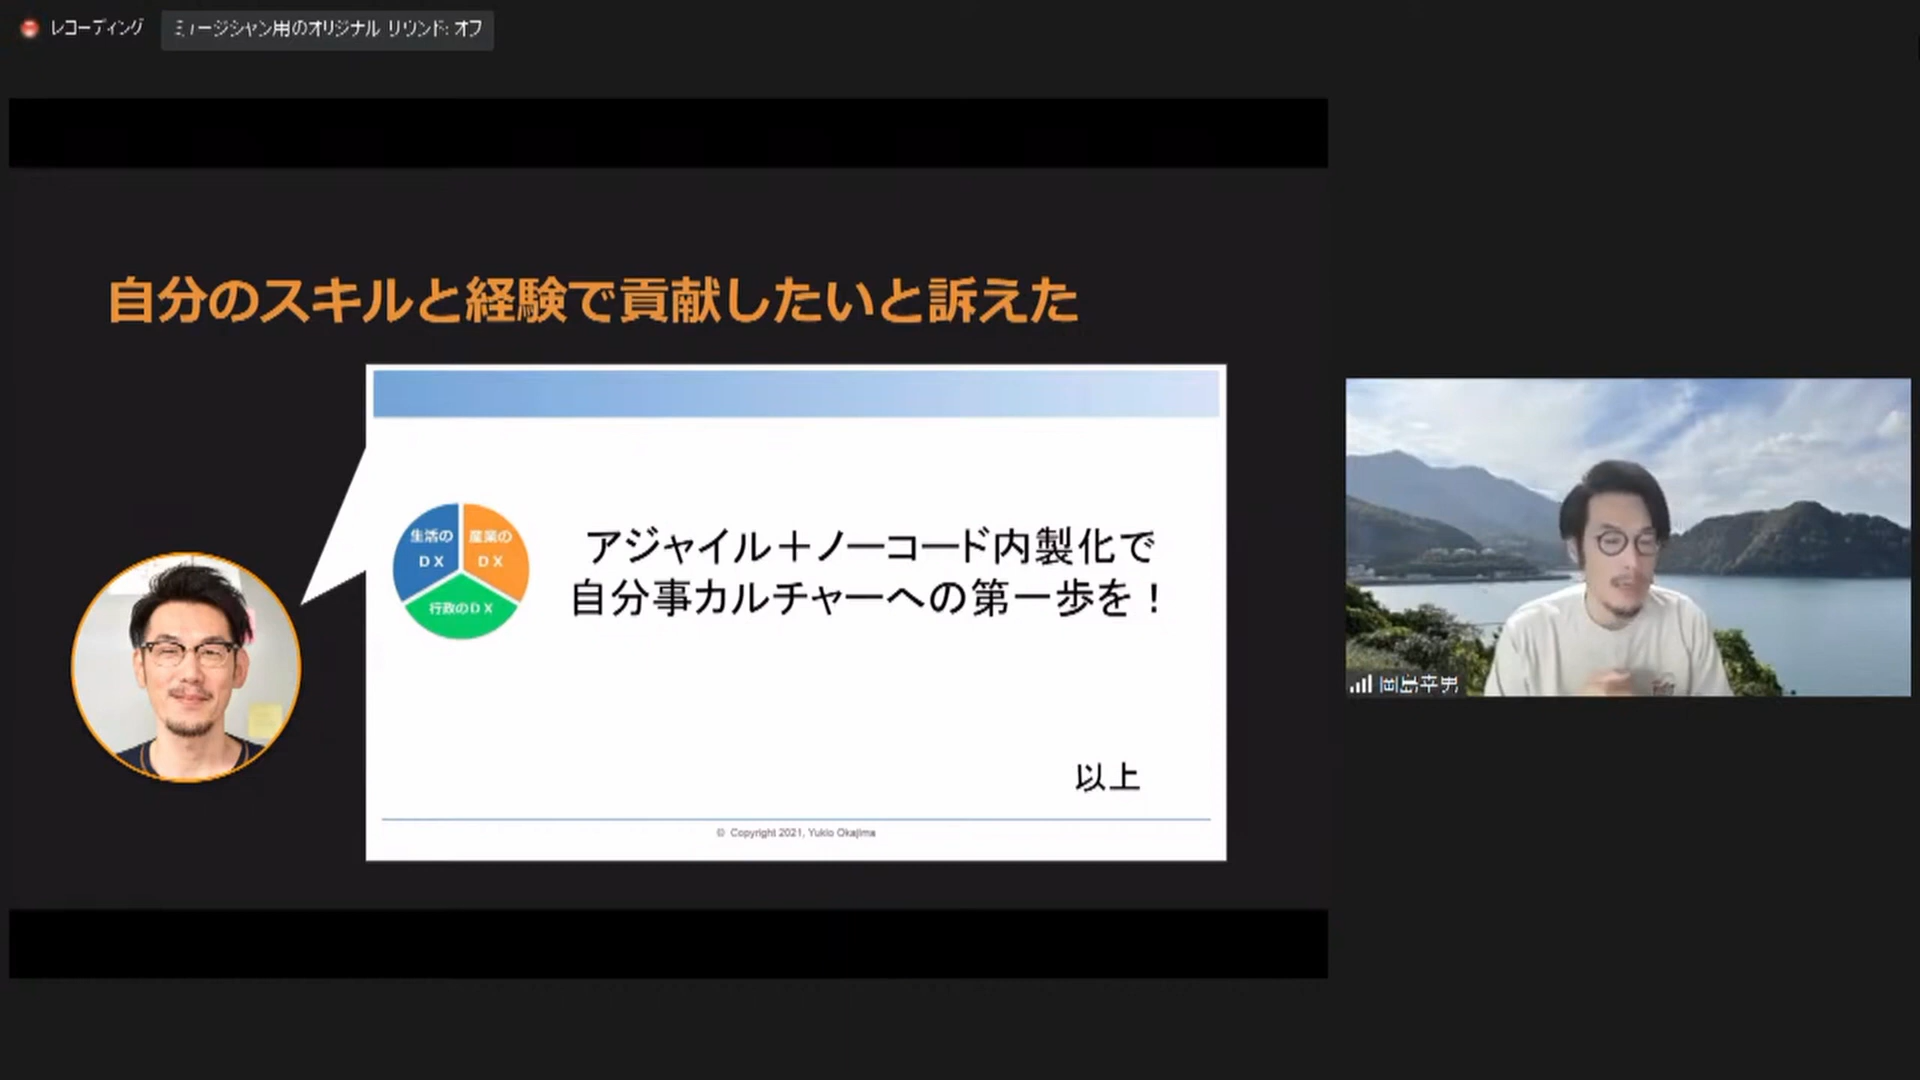 レコーディング
ミュージシャン用のオリジナル サウンド: オフ
自分のスキルと経験で貢献したいと訴えた
生活の
DX
産業の
DX
行政のDX
アジャイル＋ノーコード内製化で
自分事カルチャーへの第一歩を！
以上
© Copyright 2021, Yukio Okajima
岡島幸男